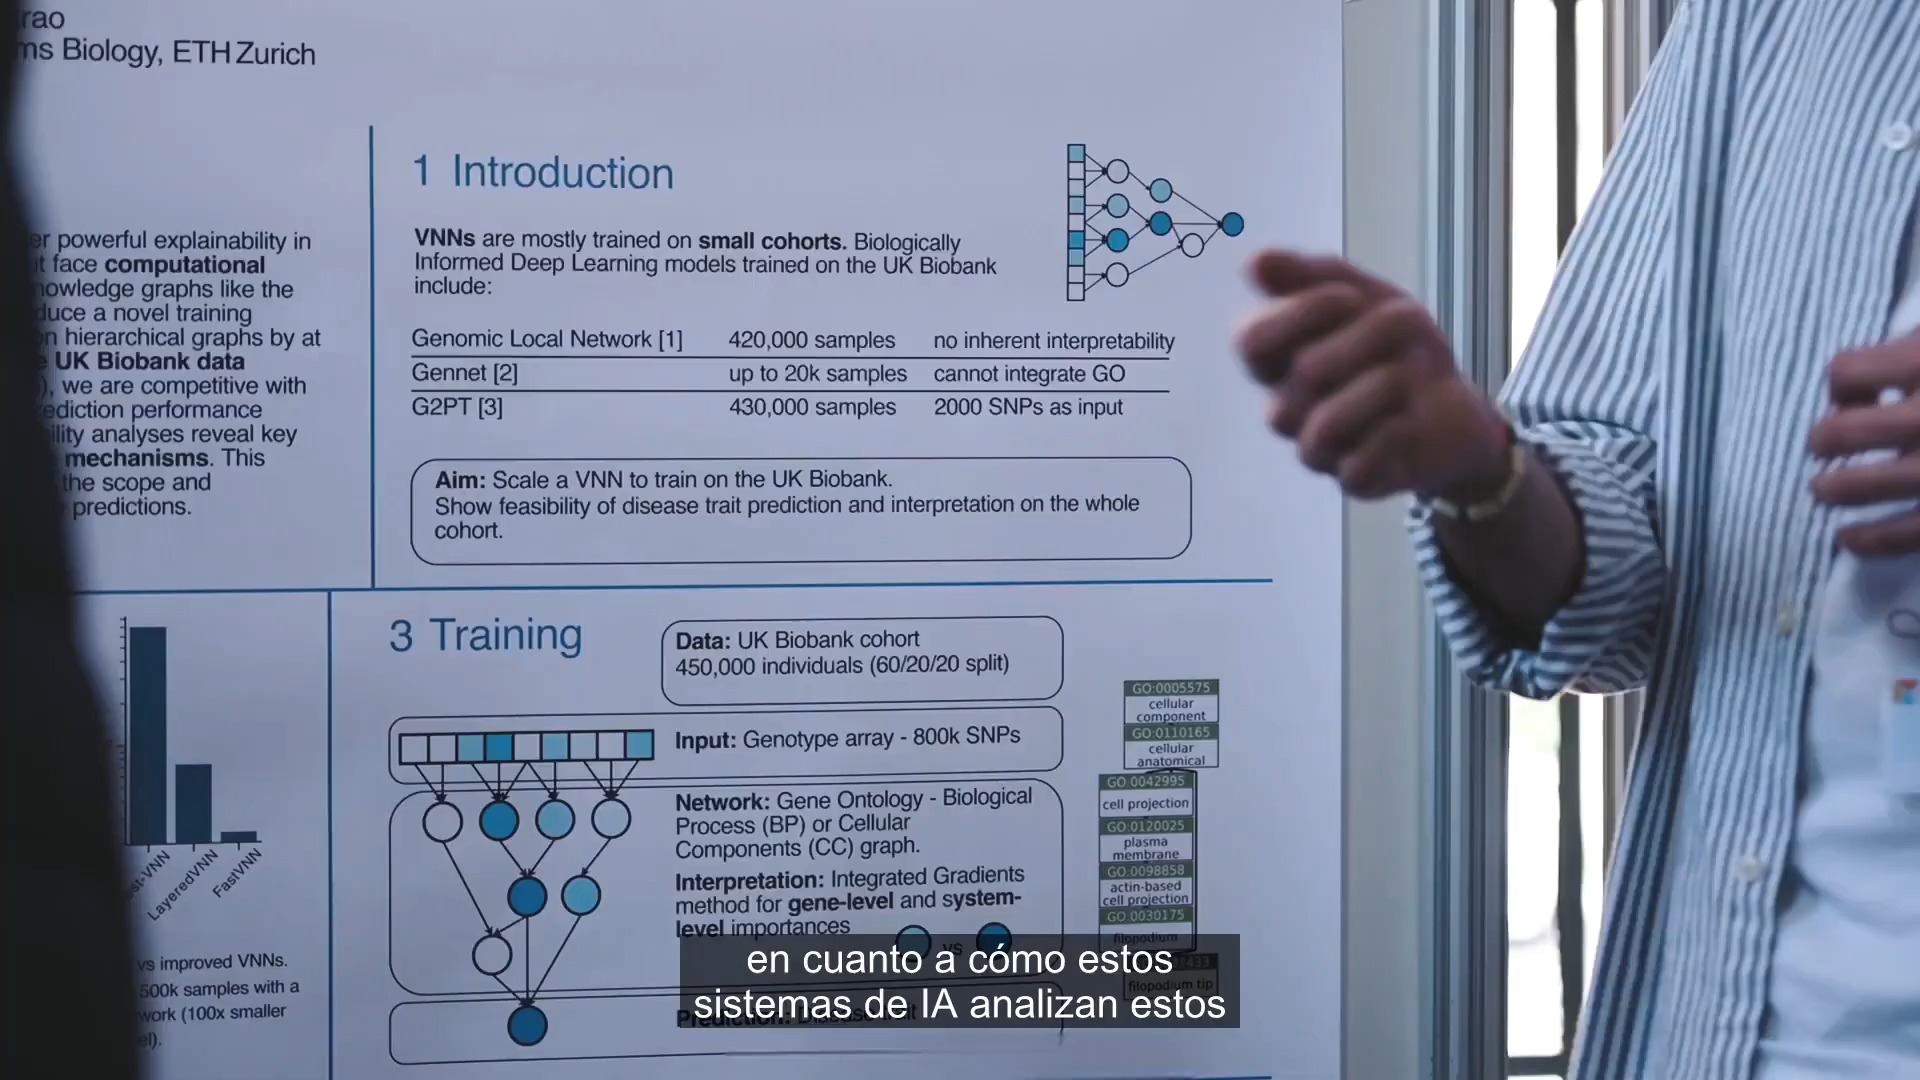 rao
ms Biology, ETH Zurich
er powerful explainability in
t face computational
nowledge graphs like the
duce a novel training
n hierarchical graphs by at
UK Biobank data
), we are competitive with
ediction performance
ility analyses reveal key
mechanisms. This
the scope and
predictions.
1 Introduction
VNNs are mostly trained on small cohorts. Biologically
Informed Deep Learning models trained on the UK Biobank
include:
Genomic Local Network [1] 420,000 samples no inherent interpretability
Gennet [2] up to 20k samples cannot integrate GO
G2PT [3] 430,000 samples 2000 SNPs as input
Aim: Scale a VNN to train on the UK Biobank.
Show feasibility of disease trait prediction and interpretation on the whole
cohort.
st-VNN
LayeredVNN
FastVNN
vs improved VNNs.
500k samples with a
work (100x smaller
el).
3 Training
Data: UK Biobank cohort
450,000 individuals (60/20/20 split)
Input: Genotype array - 800k SNPs
Network: Gene Ontology - Biological
Process (BP) or Cellular
Components (CC) graph.
Interpretation: Integrated Gradients
method for gene-level and system-
level importances
vs
Prediction:
GO:0005575
cellular
component
GO:0110165
cellular
anatomical
GO:0042995
cell projection
GO:0120025
plasma
membrane
GO:0098858
actin-based
cell projection
GO:0030175
filopodium
filopodium tip
en cuanto a cómo estos
sistemas de IA analizan estos